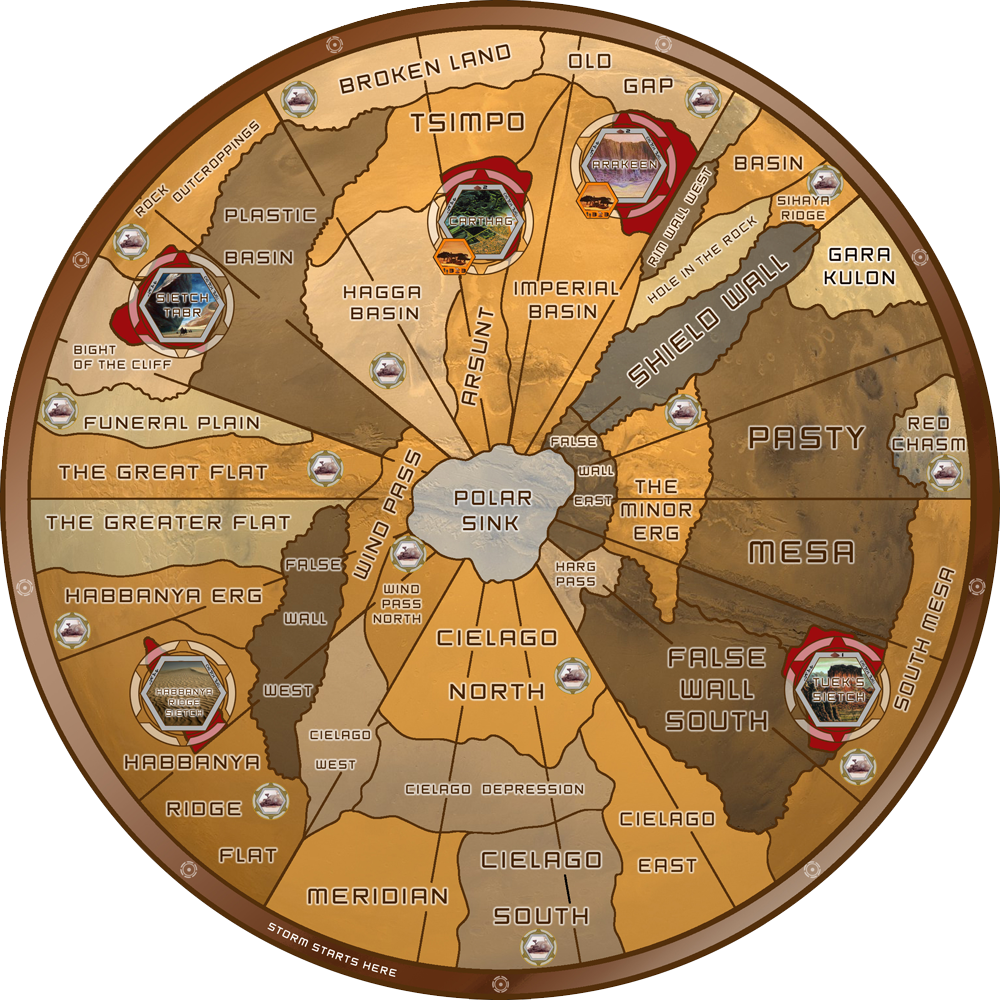 BROKEN LAND
OLD
GAP
TSIMPO
ROCK
OUTCROPPINGS
BASIN
ARAKEEN
SIHAYA
RIDGE
RIM WALL WEST
PLASTIC
BASIN
CARTHAG
HOLE IN THE ROCK
GARA
KULON
SIETCH
TABR
HAGGA
BASIN
IMPERIAL
BASIN
SHIELD WALL
ARSUNT
BIGHT
OF THE CLIFF
FUNERAL PLAIN
RED
CHASM
PASTY
FALSE
WALL
EAST
THE GREAT FLAT
WIND PASS
POLAR
SINK
THE
MINOR
ERG
THE GREATER FLAT
MESA
FALSE
WALL
WEST
HARG
PASS
HABBANYA ERG
WIND
PASS
NORTH
SOUTH MESA
CIELAGO
NORTH
FALSE
WALL
SOUTH
TUEK'S
SIETCH
HABBANYA
RIDGE
SIETCH
CIELAGO
WEST
HABBANYA
RIDGE
FLAT
CIELAGO DEPRESSION
CIELAGO
EAST
CIELAGO
SOUTH
MERIDIAN
STORM STARTS HERE